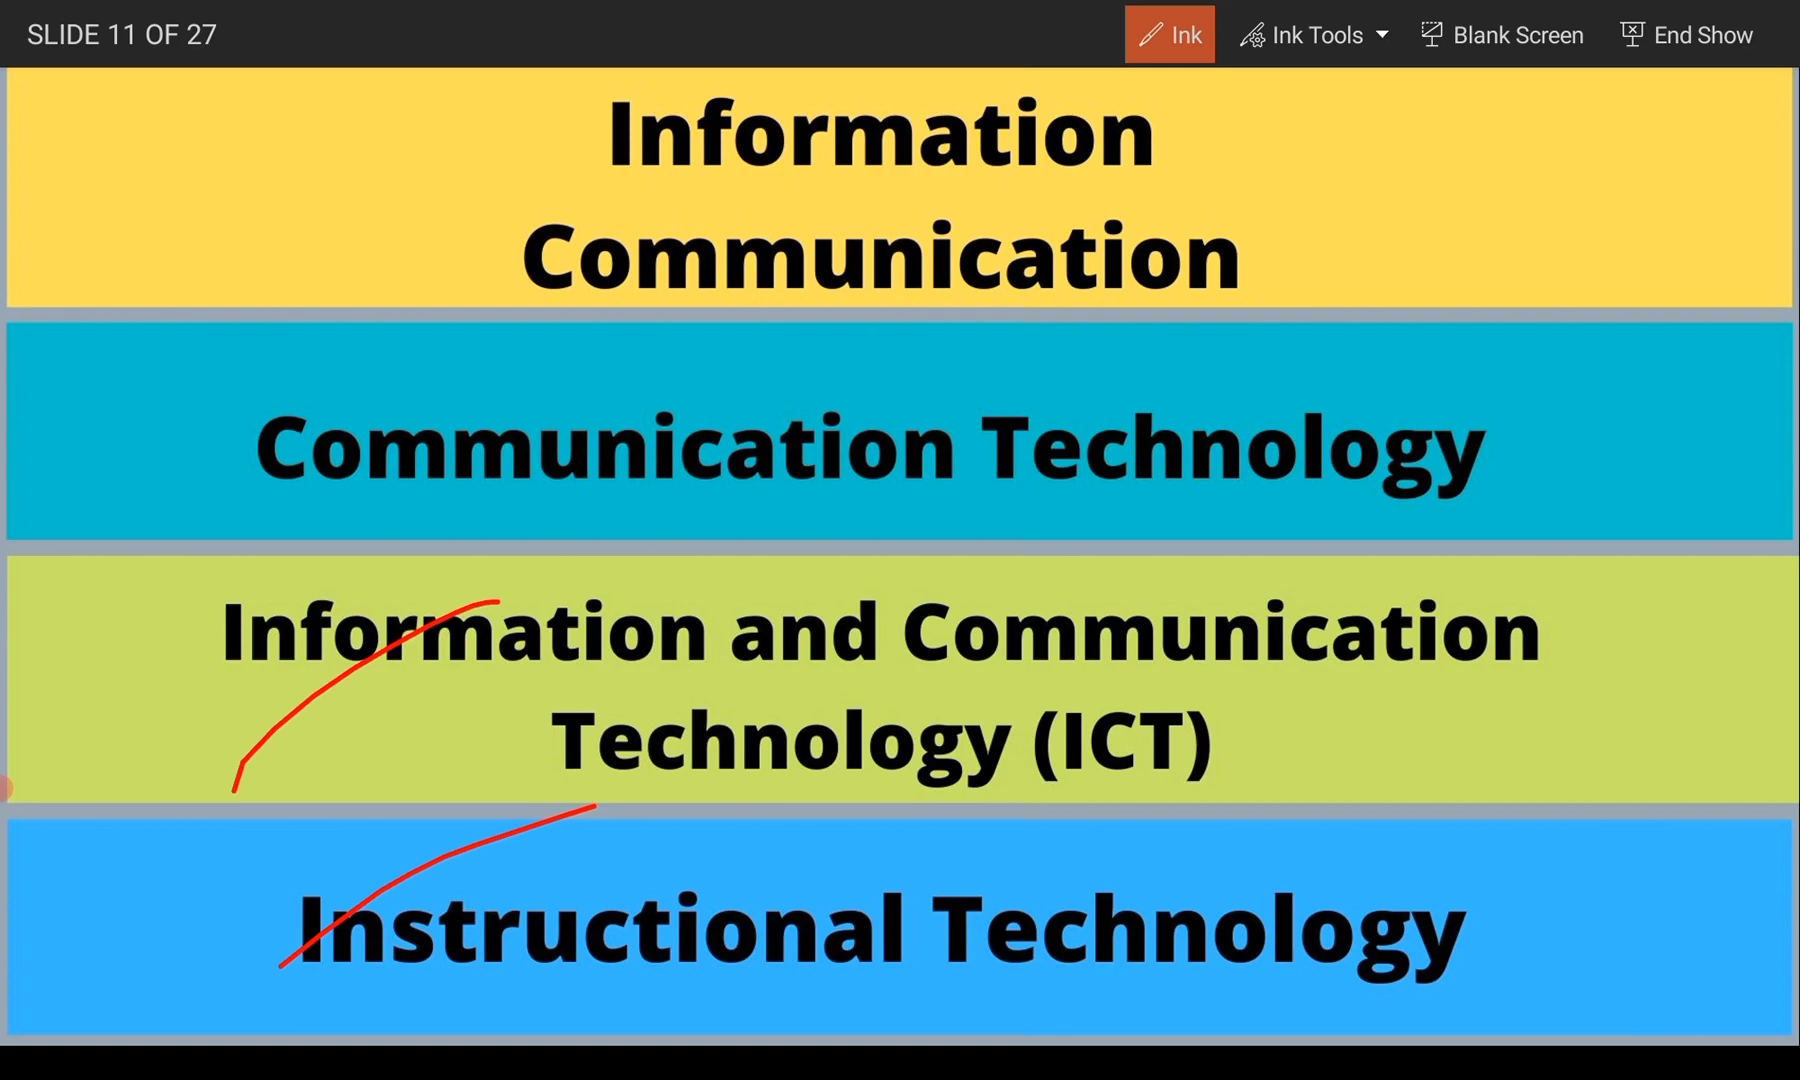 SLIDE 11 OF 27
Ink
Ink Tools
Blank Screen
End Show
Information
Communication
Communication Technology
Information and Communication
Technology (ICT)
Instructional Technology